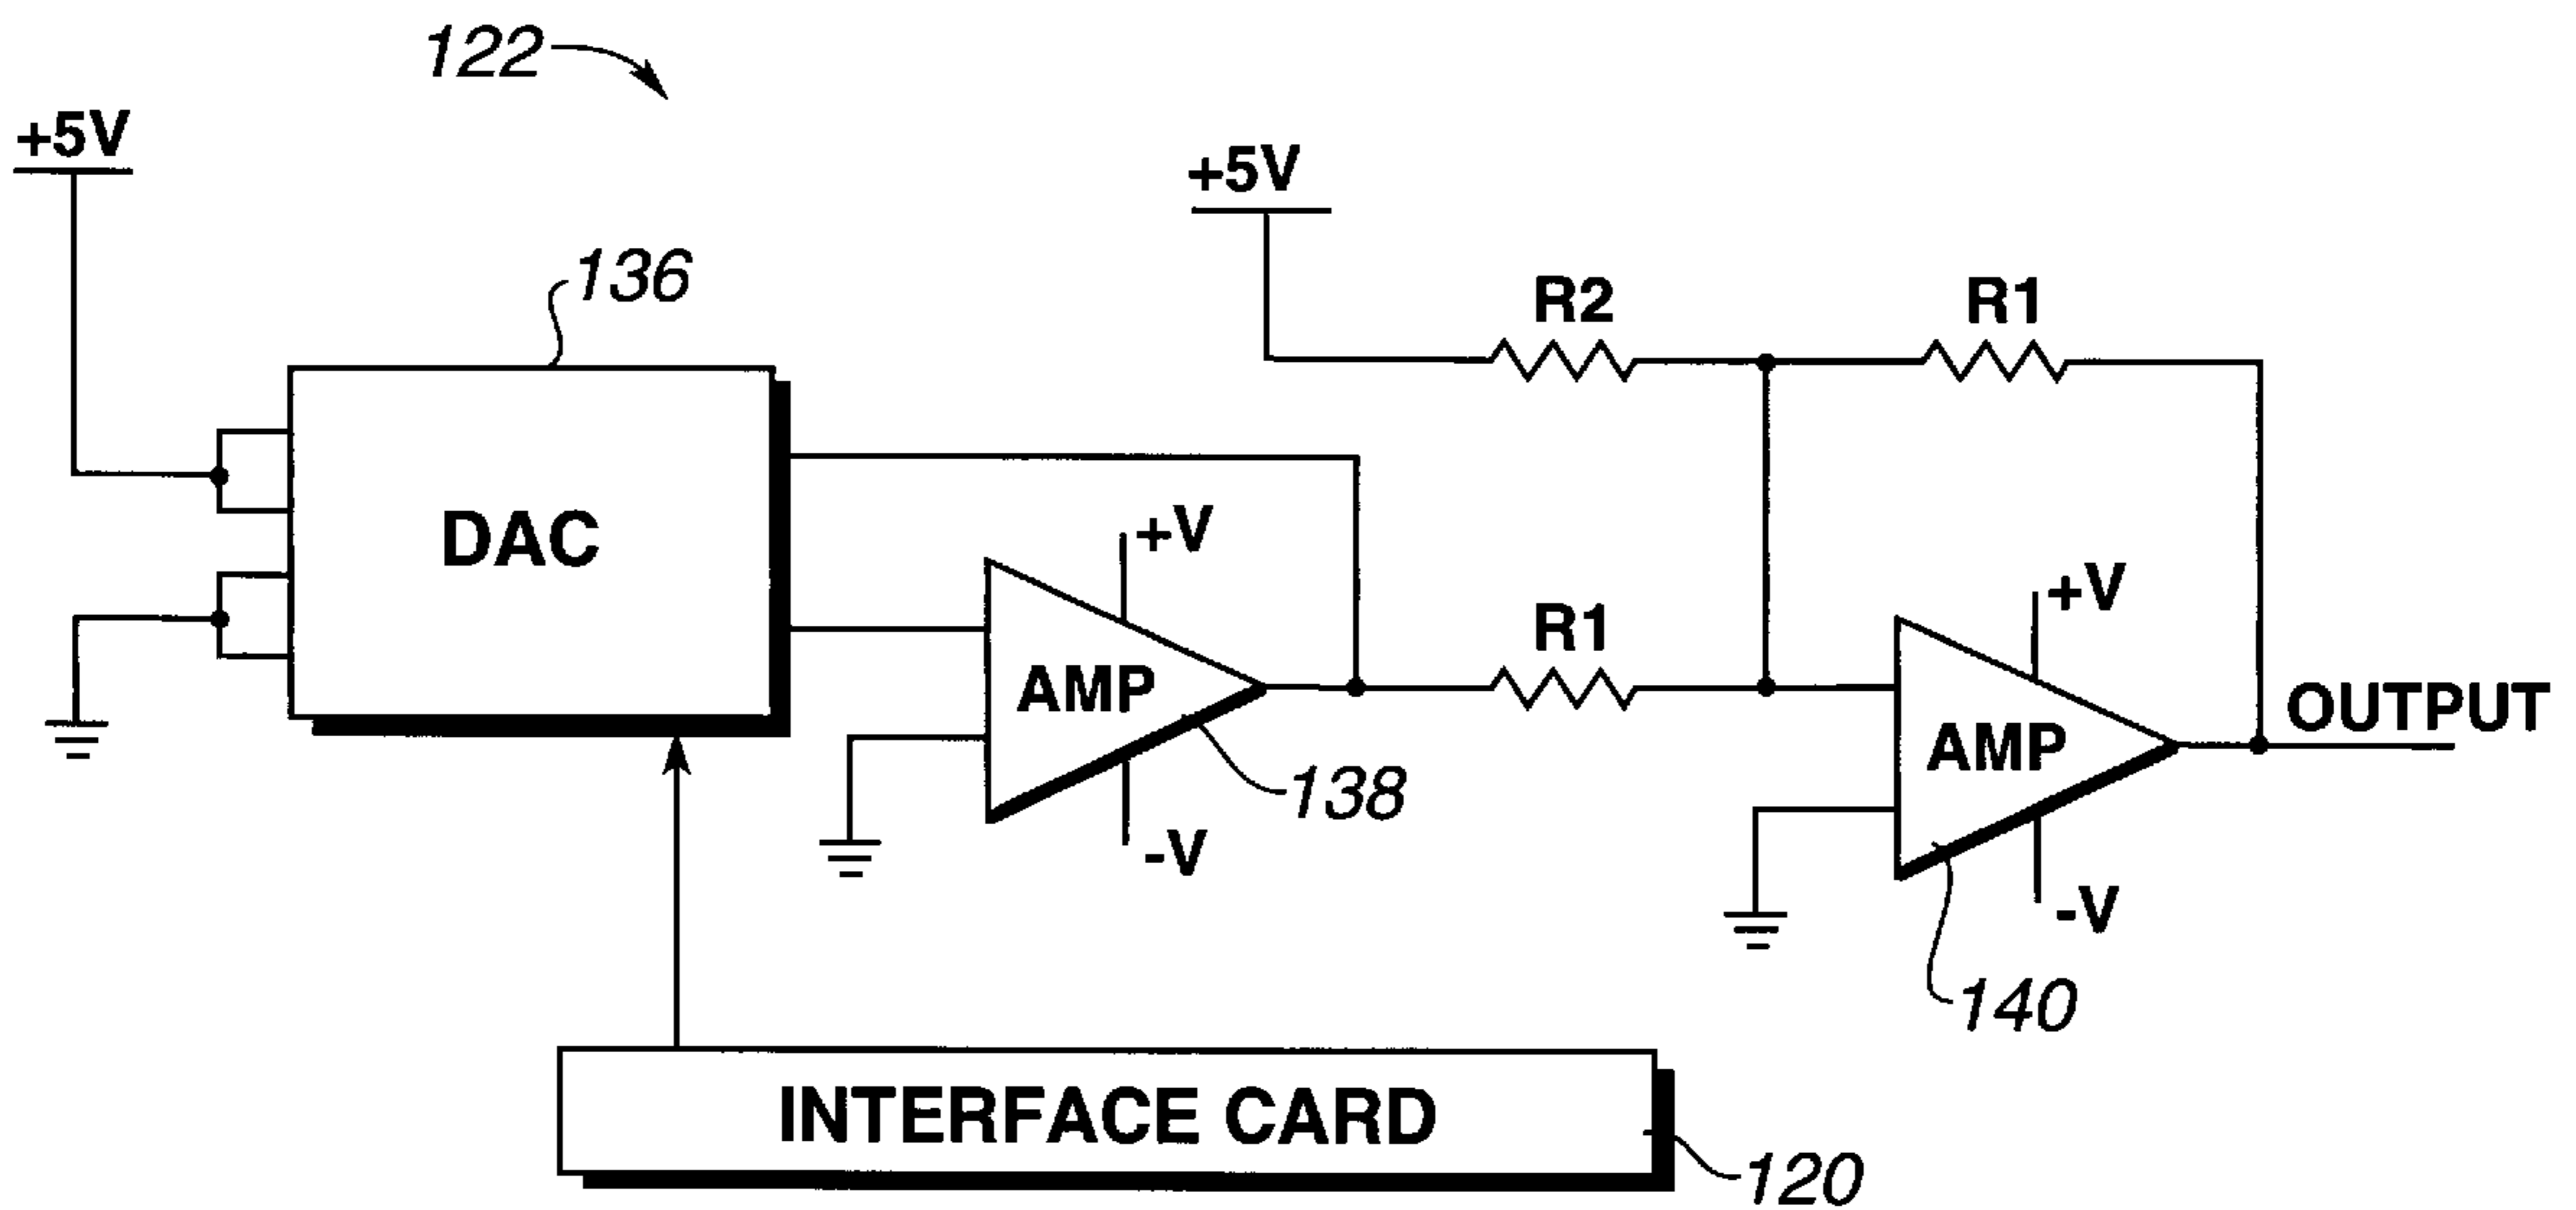 122
+5V
+5V
136
R2
R1
DAC
+V
+V
R1
AMP
OUTPUT
AMP
138
-V
-V
140
INTERFACE CARD
120